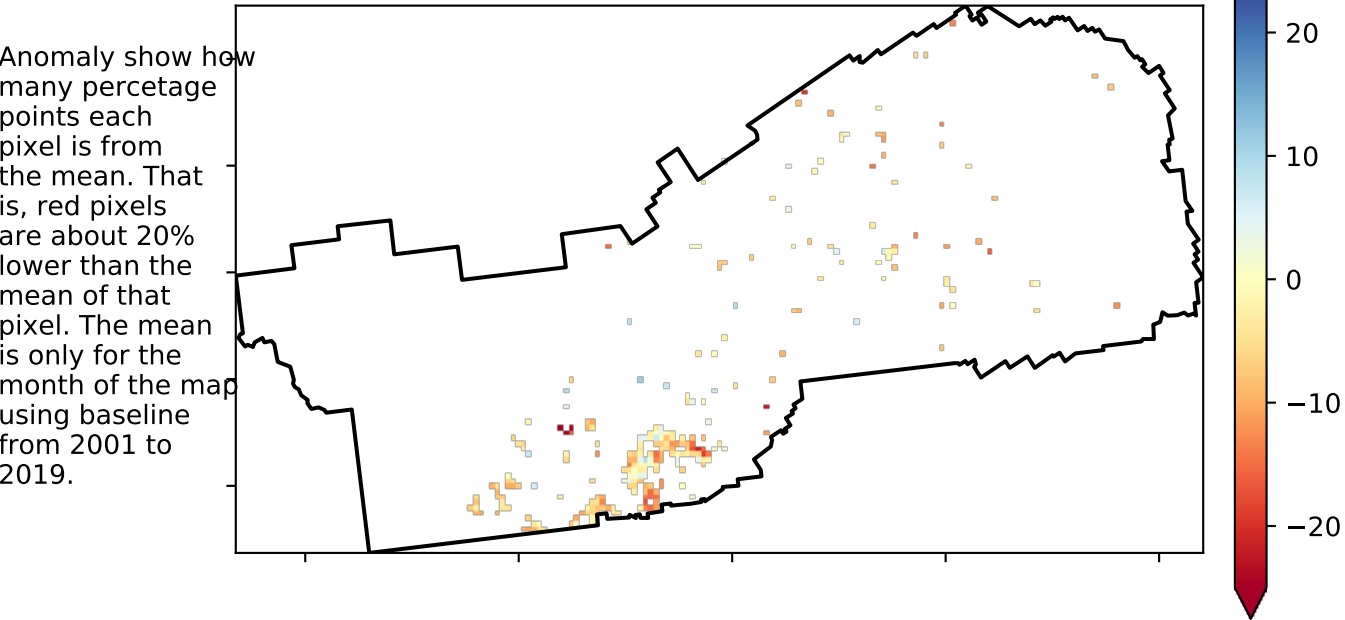 Anomaly show how
many percetage
points each
pixel is from
the mean. That
is, red pixels
are about 20%
lower than the
mean of that
pixel. The mean
is only for the
month of the map
using baseline
from 2001 to
2019.
20
10
0
−10
−20